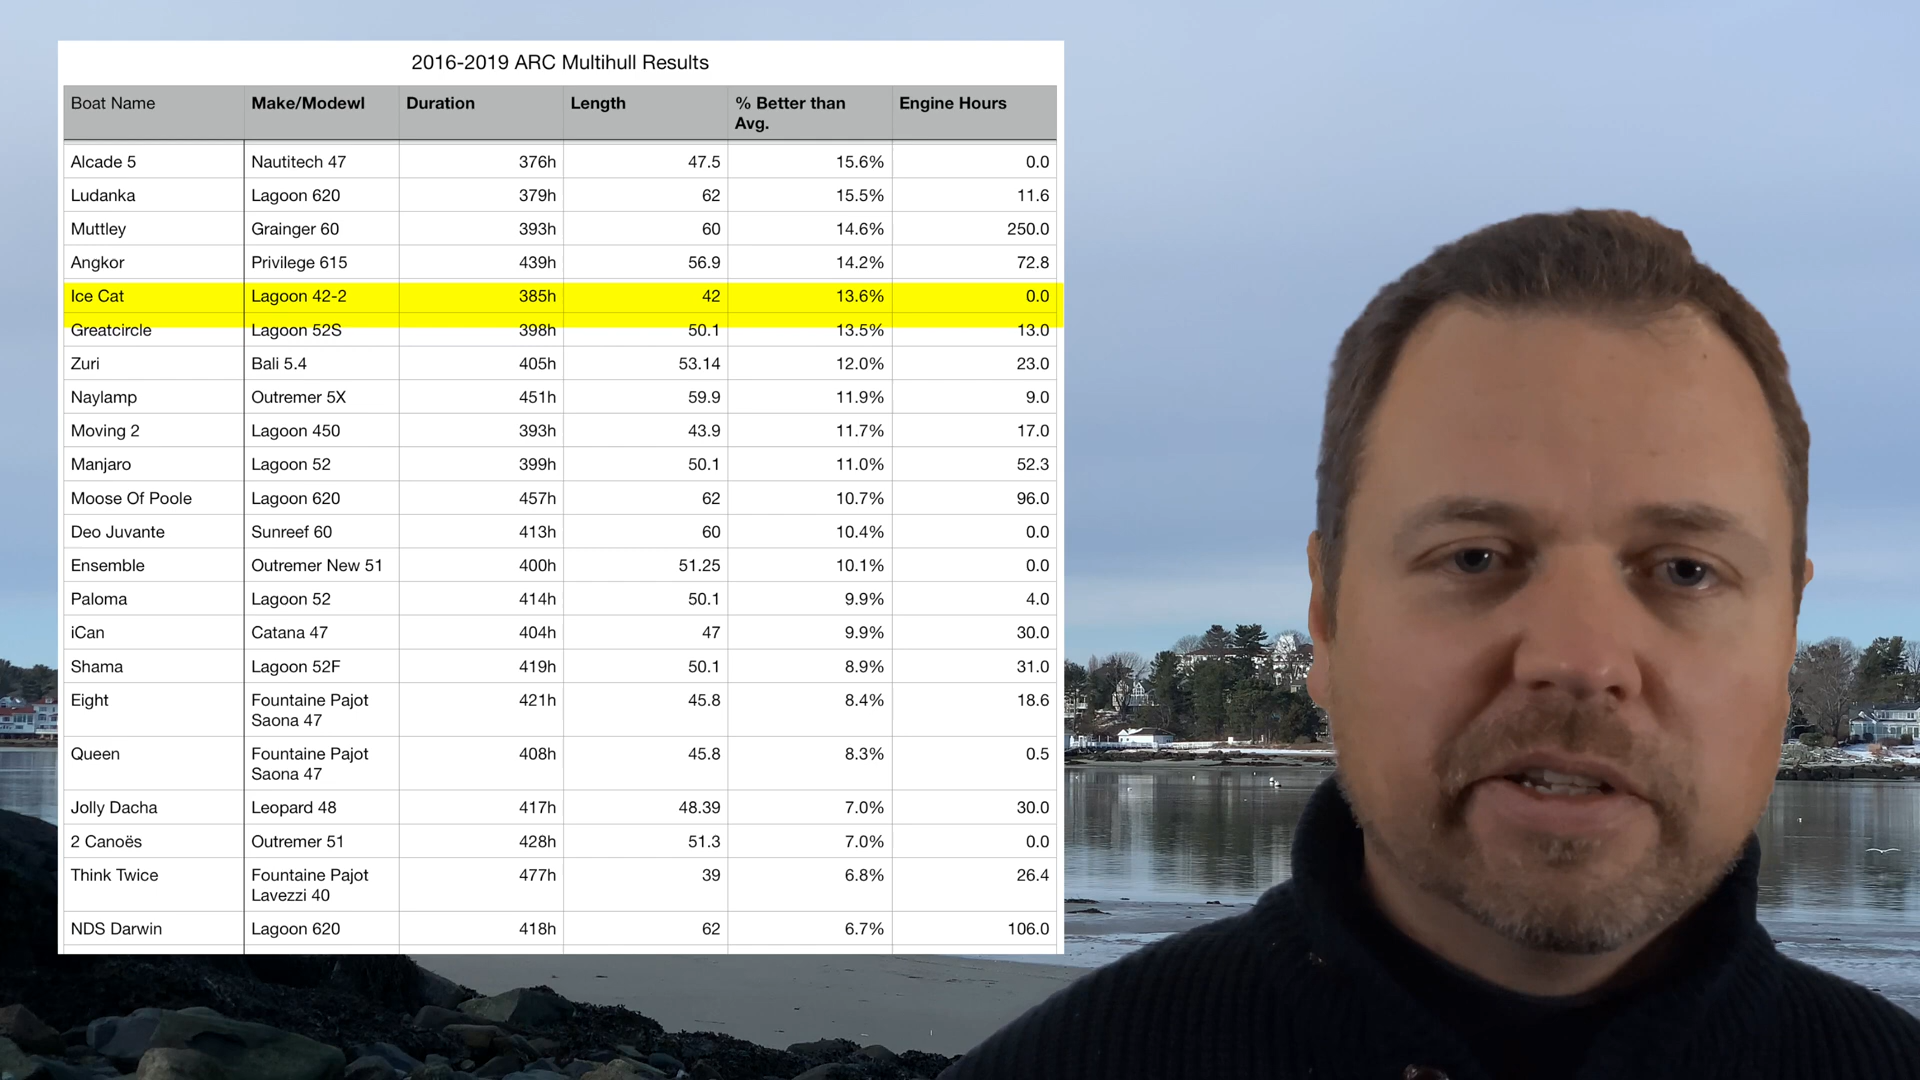 2016-2019 ARC Multihull Results
Boat Name Make/Modewl Duration Length % Better than Avg. Engine Hours
Alcade 5 Nautitech 47 376h 47.5 15.6% 0.0
Ludanka Lagoon 620 379h 62 15.5% 11.6
Muttley Grainger 60 393h 60 14.6% 250.0
Angkor Privilege 615 439h 56.9 14.2% 72.8
Ice Cat Lagoon 42-2 385h 42 13.6% 0.0
Greatcircle Lagoon 52S 398h 50.1 13.5% 13.0
Zuri Bali 5.4 405h 53.14 12.0% 23.0
Naylamp Outremer 5X 451h 59.9 11.9% 9.0
Moving 2 Lagoon 450 393h 43.9 11.7% 17.0
Manjaro Lagoon 52 399h 50.1 11.0% 52.3
Moose Of Poole Lagoon 620 457h 62 10.7% 96.0
Deo Juvante Sunreef 60 413h 60 10.4% 0.0
Ensemble Outremer New 51 400h 51.25 10.1% 0.0
Paloma Lagoon 52 414h 50.1 9.9% 4.0
iCan Catana 47 404h 47 9.9% 30.0
Shama Lagoon 52F 419h 50.1 8.9% 31.0
Eight Fountaine Pajot Saona 47 421h 45.8 8.4% 18.6
Queen Fountaine Pajot Saona 47 408h 45.8 8.3% 0.5
Jolly Dacha Leopard 48 417h 48.39 7.0% 30.0
2 Canoës Outremer 51 428h 51.3 7.0% 0.0
Think Twice Fountaine Pajot Lavezzi 40 477h 39 6.8% 26.4
NDS Darwin Lagoon 620 418h 62 6.7% 106.0